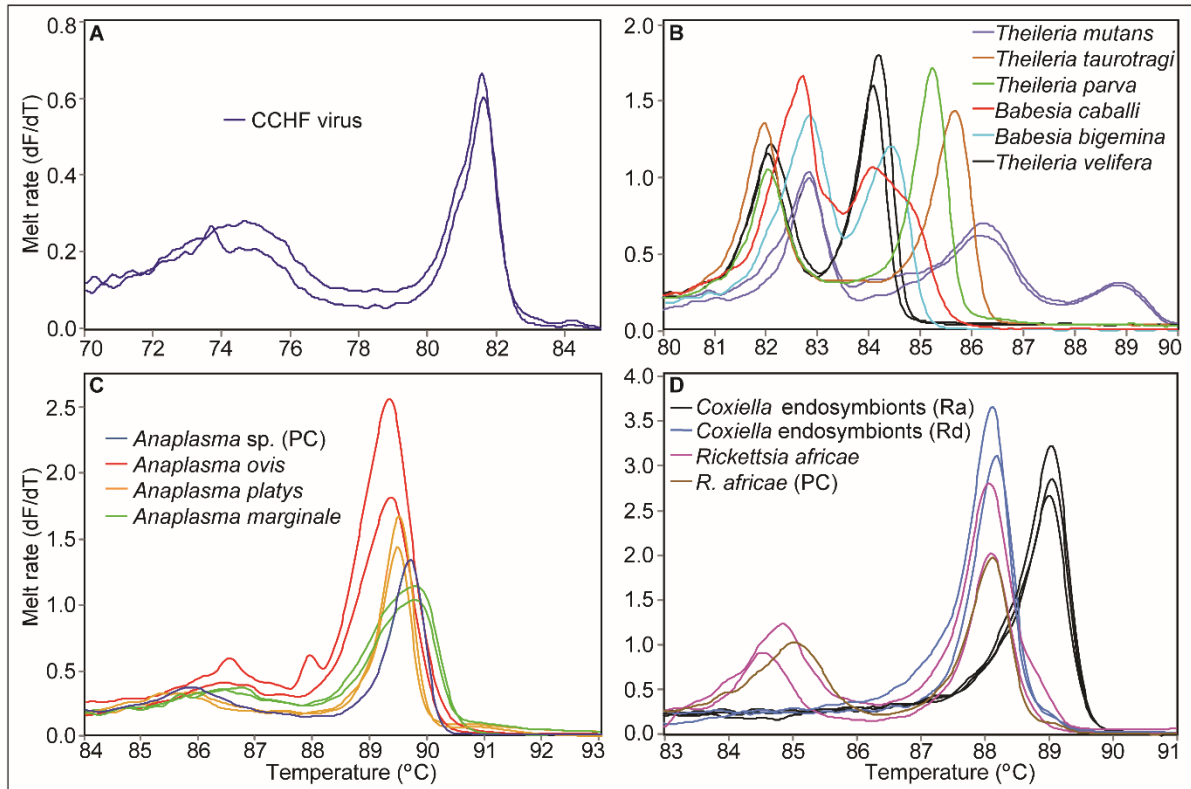 A
Melt rate (dF/dT)
0.8
0.6
0.4
0.2
0.0
CCHF virus
70 72 74 76 78 80 82 84
B
2.0
1.5
1.0
0.5
0.0
Theileria mutans
Theileria taurotragi
Theileria parva
Babesia caballi
Babesia bigemina
Theileria velifera
80 81 82 83 84 85 86 87 88 89 90
C
Melt rate (dF/dT)
2.5
2.0
1.5
1.0
0.5
0.0
Anaplasma sp. (PC)
Anaplasma ovis
Anaplasma platys
Anaplasma marginale
84 85 86 87 88 89 90 91 92 93
Temperature (°C)
D
4.0
3.5
3.0
2.5
2.0
1.5
1.0
0.5
0.0
Coxiella endosymbionts (Ra)
Coxiella endosymbionts (Rd)
Rickettsia africae
R. africae (PC)
83 84 85 86 87 88 89 90 91
Temperature (°C)